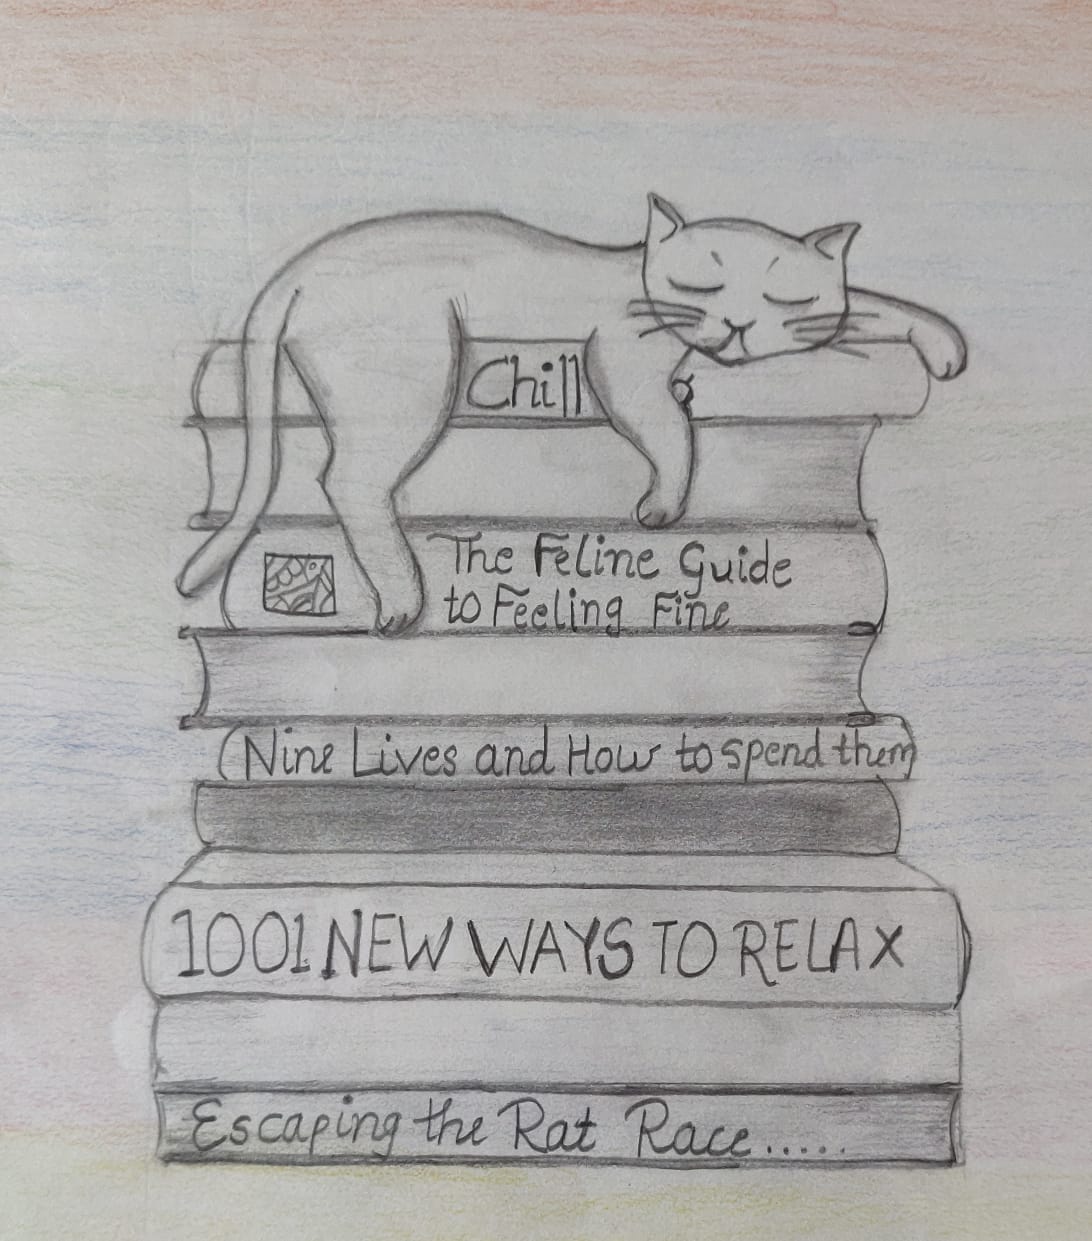 Chill
The Feline Guide
to Feeling Fine
Nine Lives and How to spend them
1001 NEW WAYS TO RELAX
Escaping the Rat Race.....